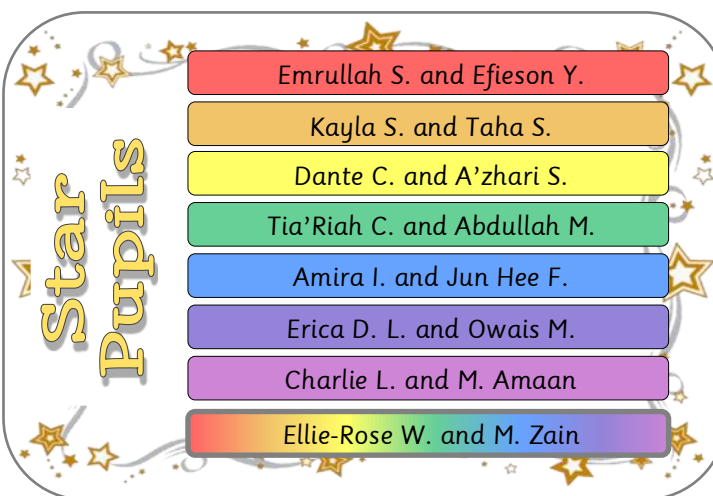 Star
Pupils
Emrullah S. and Efieson Y.
Kayla S. and Taha S.
Dante C. and A’zhari S.
Tia’Riah C. and Abdullah M.
Amira I. and Jun Hee F.
Erica D. L. and Owais M.
Charlie L. and M. Amaan
Ellie-Rose W. and M. Zain